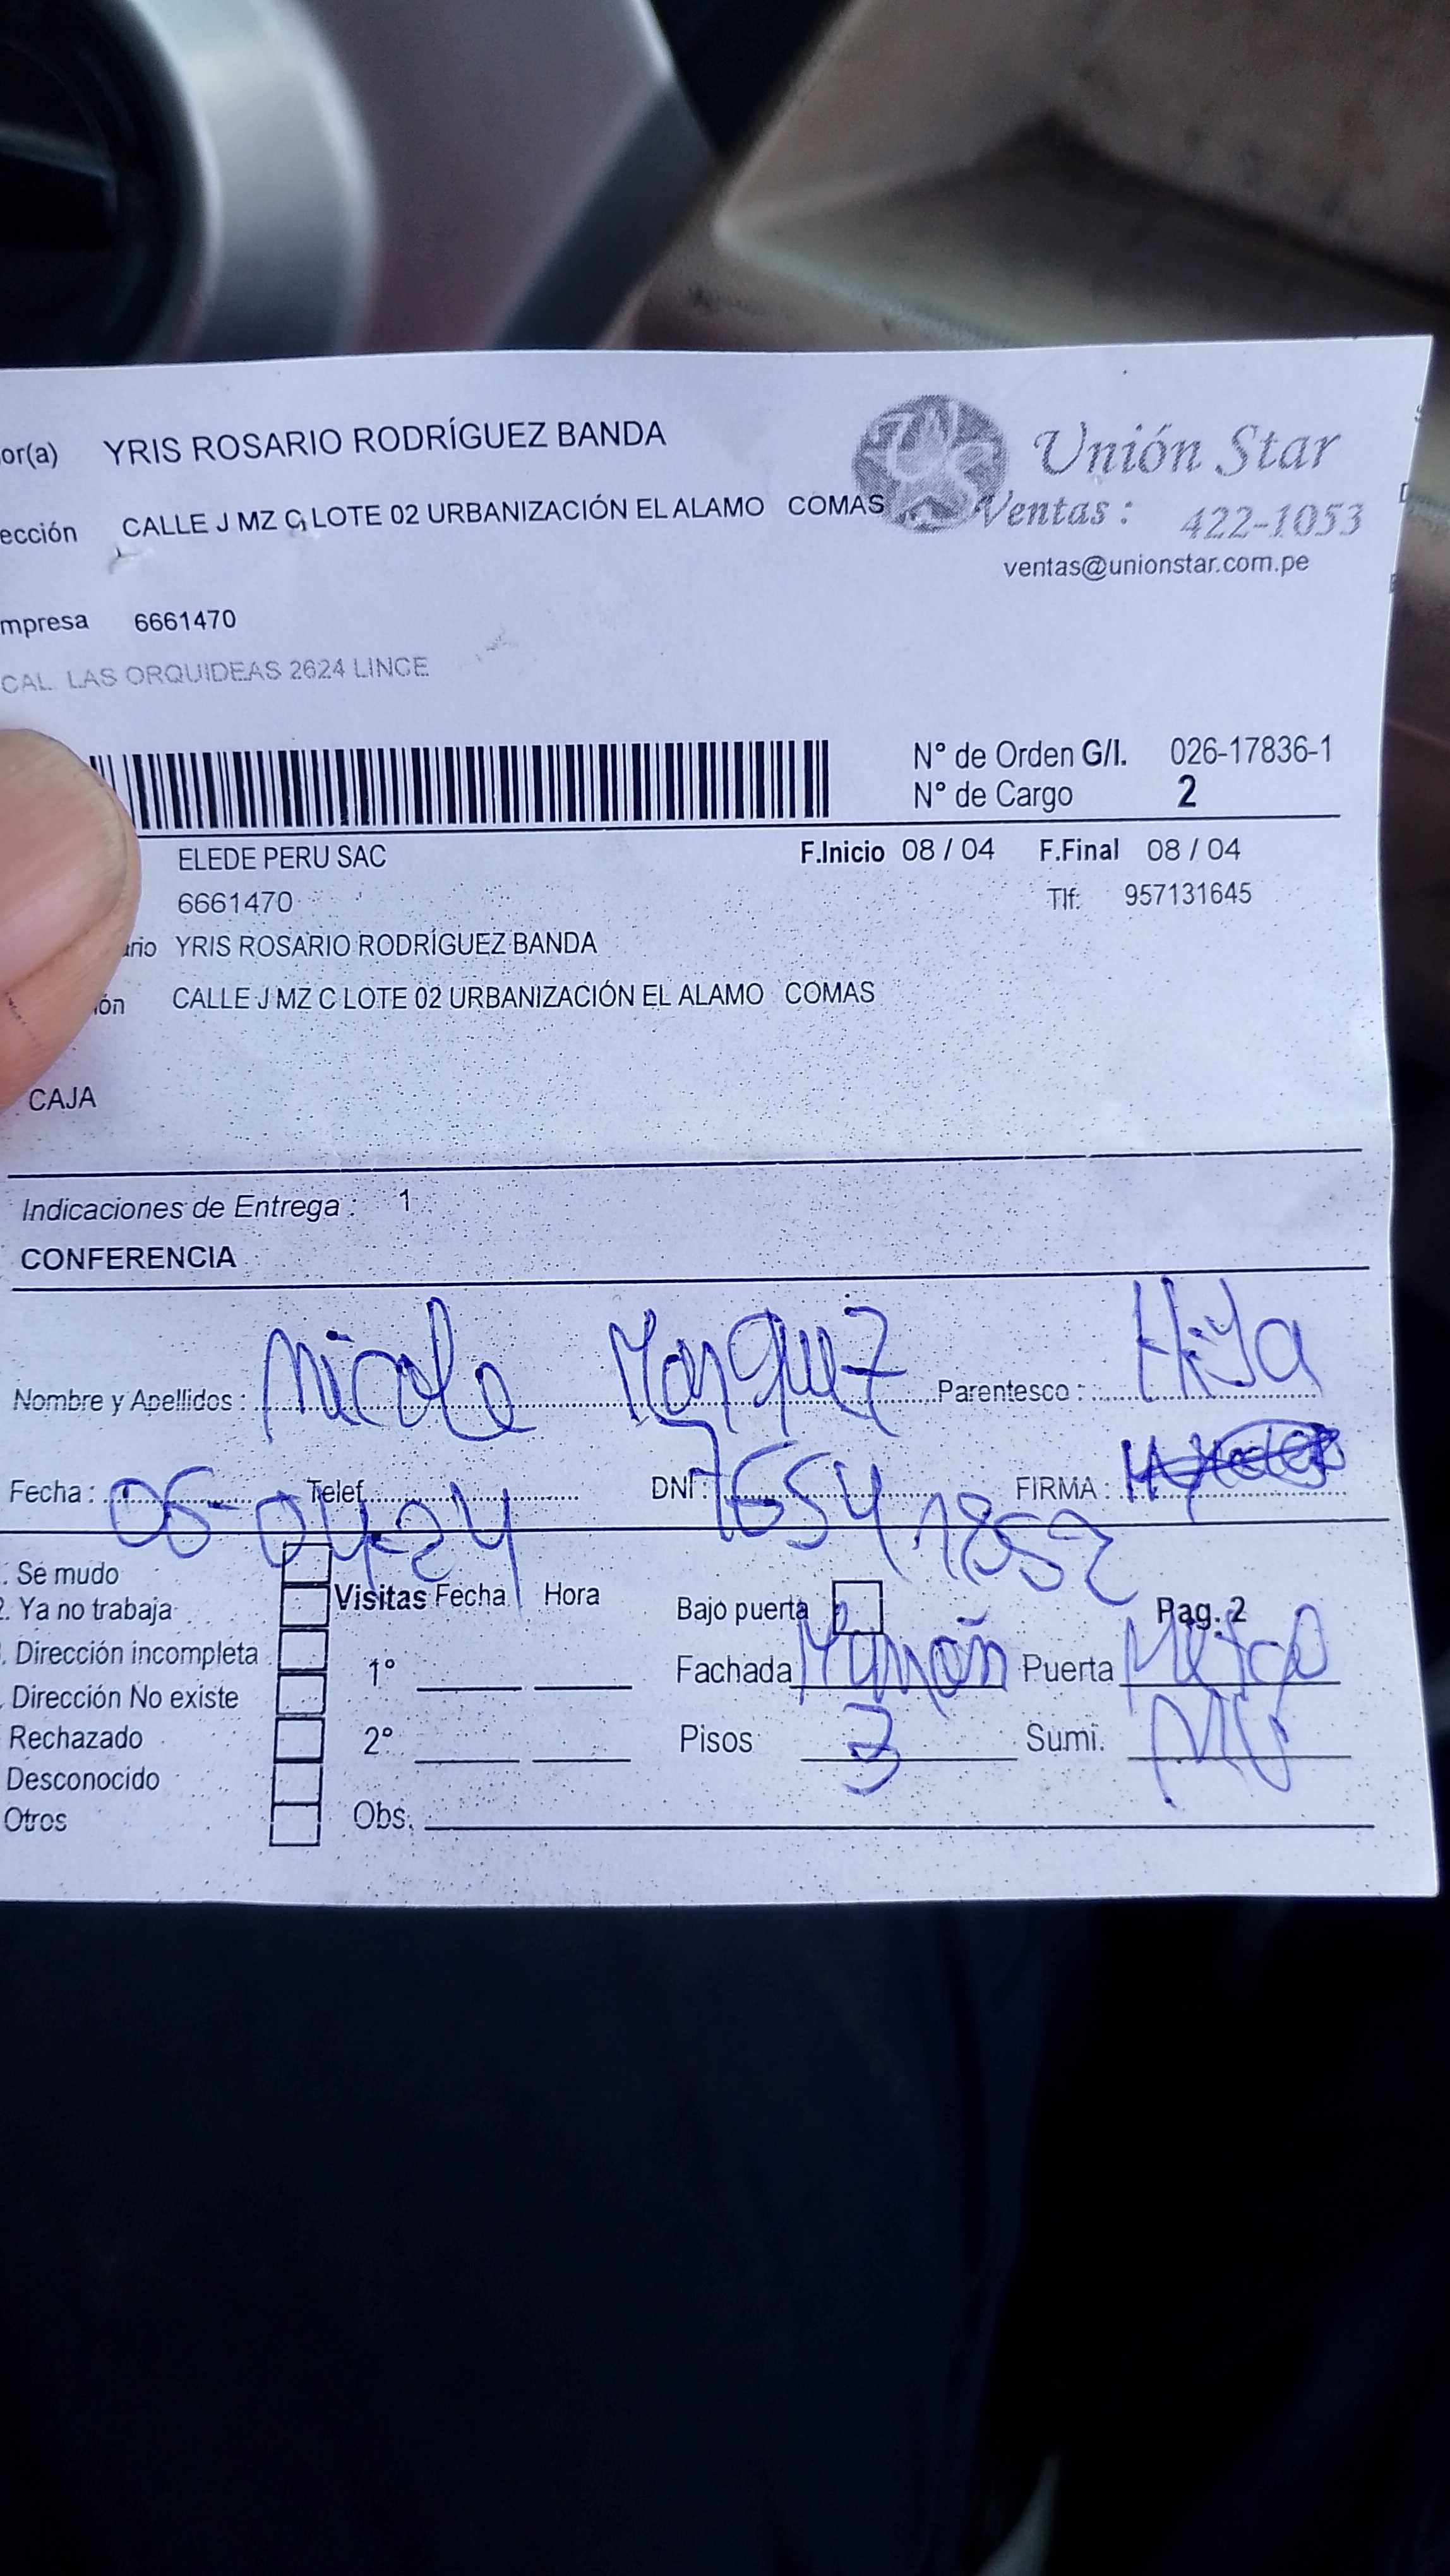 or(a) YRIS ROSARIO RODRÍGUEZ BANDA
Unión Star
ección CALLE J MZ C LOTE 02 URBANIZACIÓN EL ALAMO COMAS
Ventas : 422-1053
ventas@unionstar.com.pe
mpresa 6661470
CAL. LAS ORQUIDEAS 2624 LINCE
N° de Orden G/I. 026-17836-1
N° de Cargo 2
ELEDE PERU SAC F.Inicio 08 / 04 F.Final 08 / 04
6661470 Tlf: 957131645
ario YRIS ROSARIO RODRÍGUEZ BANDA
ión CALLE J MZ C LOTE 02 URBANIZACIÓN EL ALAMO COMAS
CAJA
Indicaciones de Entrega : 1
CONFERENCIA
Nombre y Apellidos : Nicole Marquez Parentesco : Hija
Fecha : 06-04-24 Telef. DNI : 76541852 FIRMA :
. Se mudo
2. Ya no trabaja Visitas Fecha Hora Bajo puerta Pag. 2
. Dirección incompleta 1° Fachada Puerta
. Dirección No existe
Rechazado 2° Pisos 3 Sumi.
Desconocido
Otros Obs.